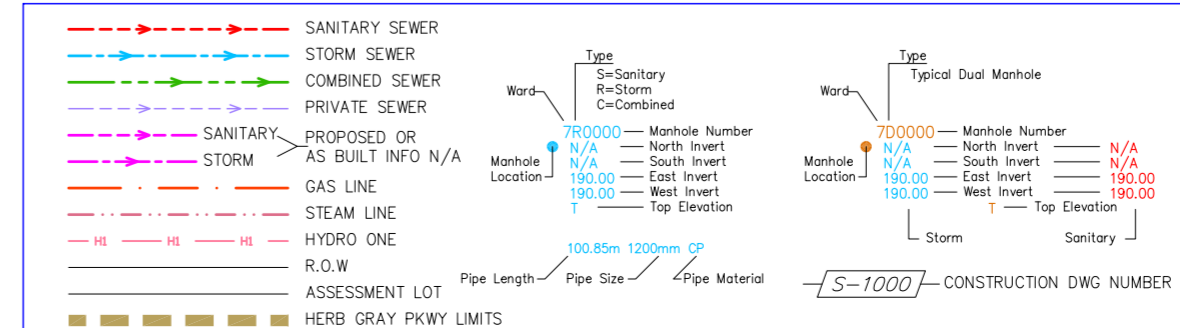 SANITARY SEWER
STORM SEWER
COMBINED SEWER
PRIVATE SEWER
SANITARY
STORM
PROPOSED OR
AS BUILT INFO N/A
GAS LINE
STEAM LINE
H1 H1 H1 HYDRO ONE
R.O.W
ASSESSMENT LOT
HERB GRAY PKWY LIMITS
Type
S=Sanitary
R=Storm
C=Combined
Ward
7R0000 Manhole Number
N/A North Invert
N/A South Invert
190.00 East Invert
190.00 West Invert
T Top Elevation
Manhole
Location
100.85m 1200mm CP
Pipe Length Pipe Size Pipe Material
Type
Typical Dual Manhole
Ward
7D0000 Manhole Number
N/A North Invert N/A
N/A South Invert N/A
190.00 East Invert 190.00
190.00 West Invert 190.00
T Top Elevation
Manhole
Location
Storm Sanitary
S-1000 CONSTRUCTION DWG NUMBER